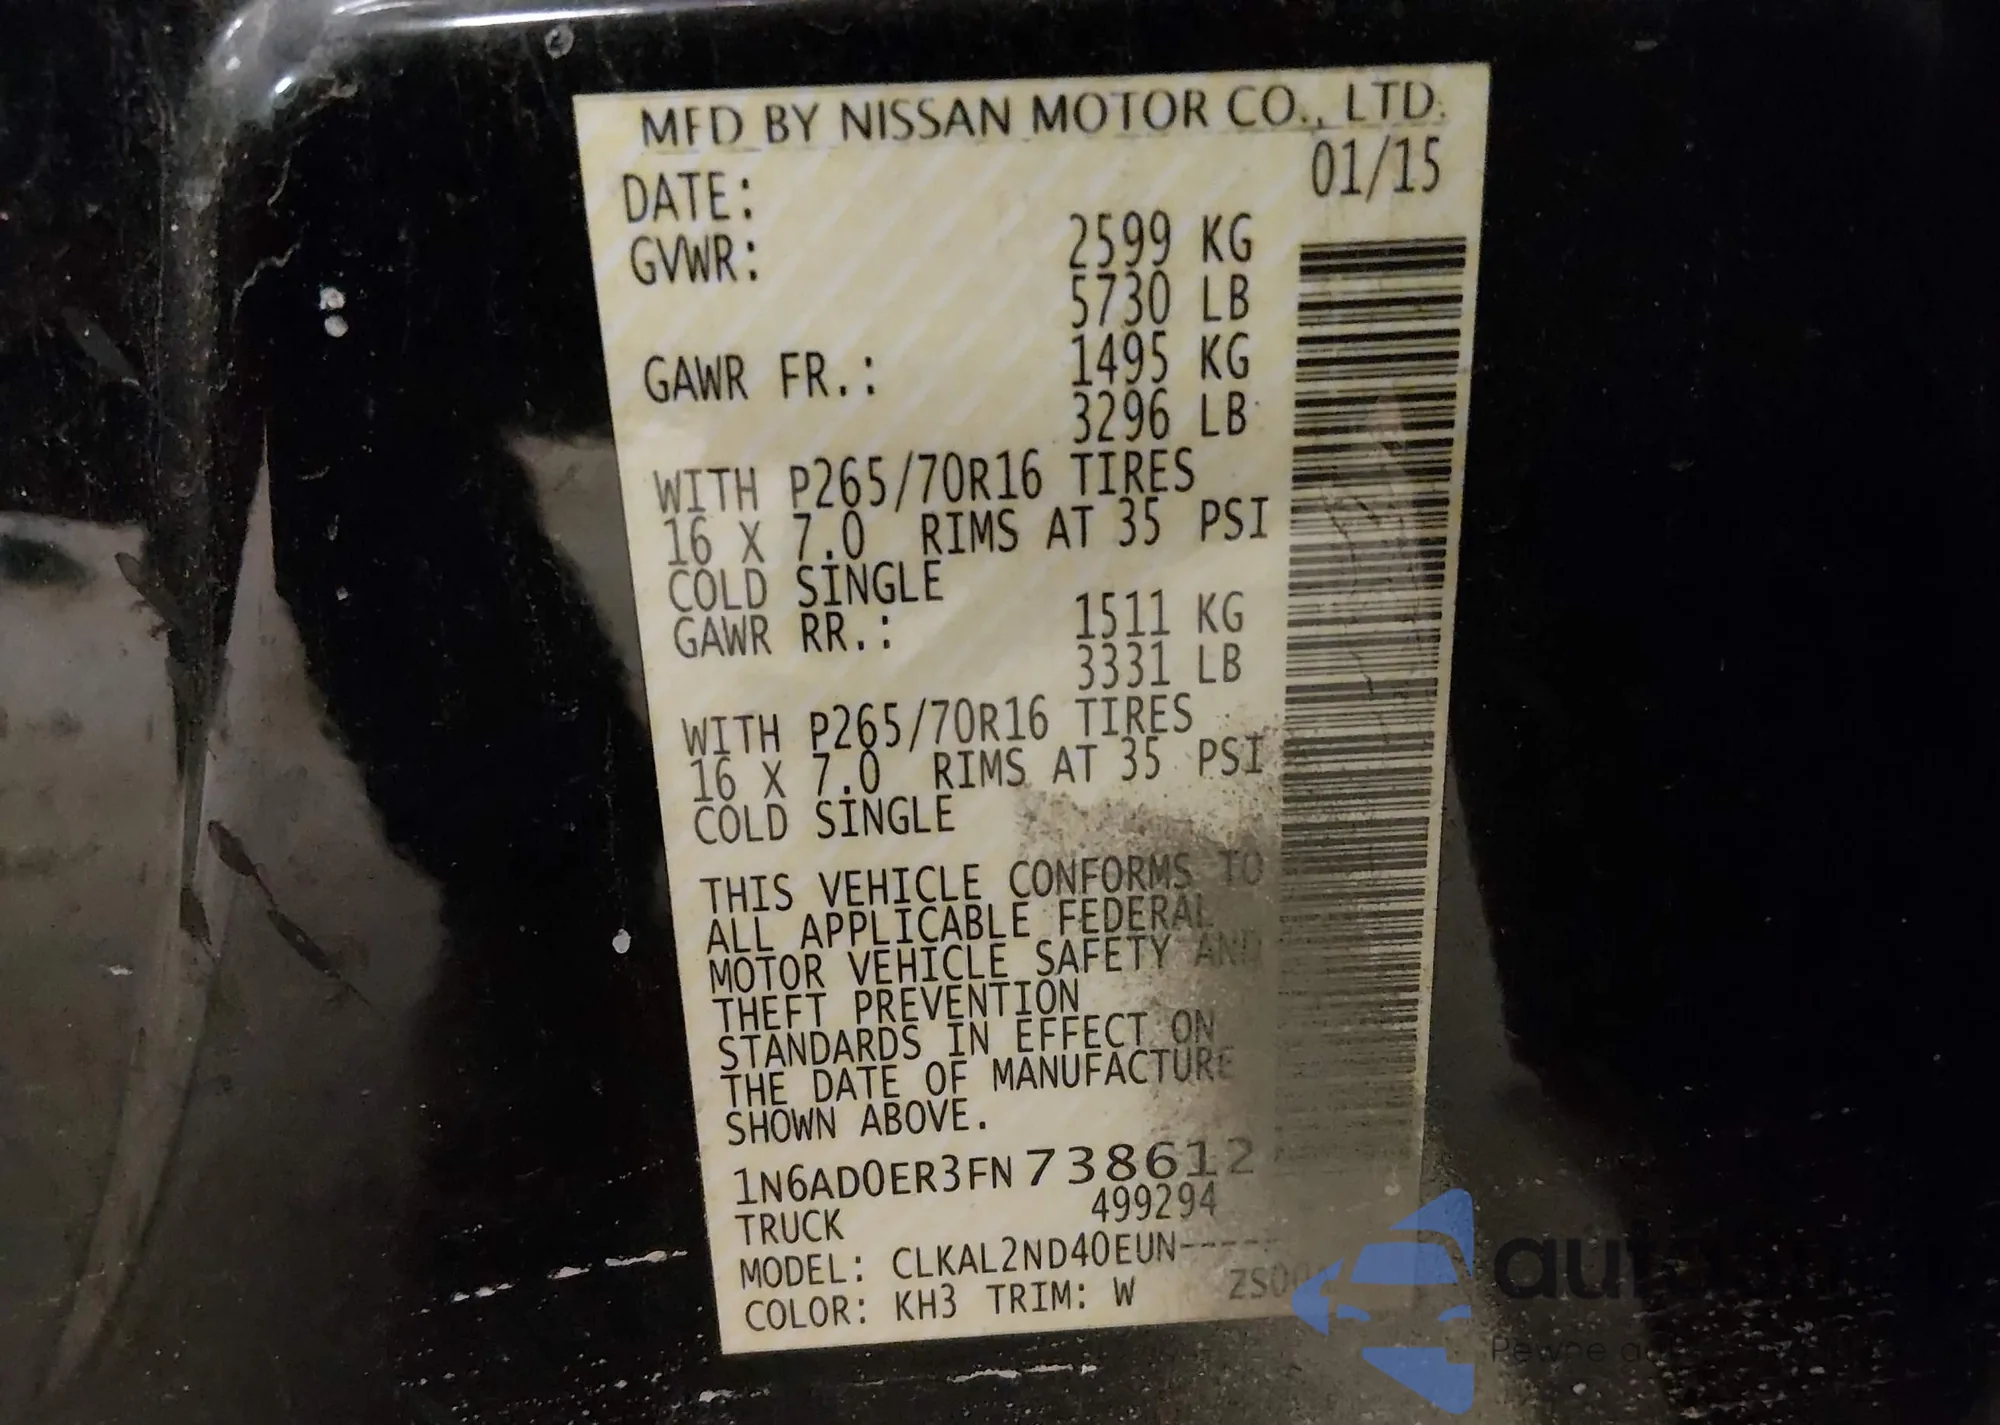 MFD BY NISSAN MOTOR CO., LTD.
DATE: 01/15
GVWR: 2599 KG
5730 LB
GAWR FR.: 1495 KG
3296 LB
WITH P265/70R16 TIRES
16 X 7.0 RIMS AT 35 PSI
COLD SINGLE
GAWR RR.: 1511 KG
3331 LB
WITH P265/70R16 TIRES
16 X 7.0 RIMS AT 35 PSI
COLD SINGLE
THIS VEHICLE CONFORMS TO
ALL APPLICABLE FEDERAL
MOTOR VEHICLE SAFETY AND
THEFT PREVENTION
STANDARDS IN EFFECT ON
THE DATE OF MANUFACTURE
SHOWN ABOVE.
1N6AD0ER3FN738612
TRUCK 499294
MODEL: CLKAL2ND40EUN-----
COLOR: KH3 TRIM: W
Pewne